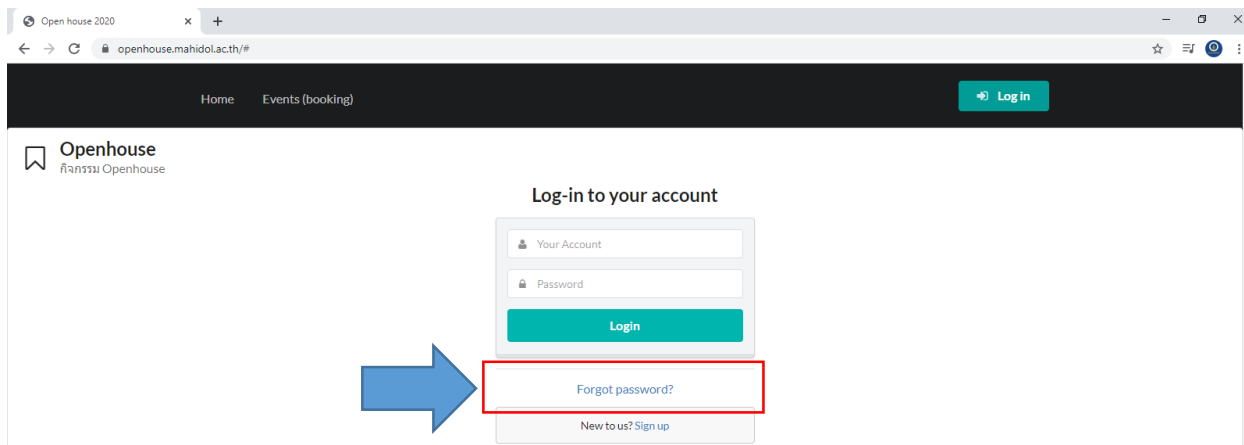 Open house 2020
openhouse.mahidol.ac.th/#
Home Events (booking) Log in
Openhouse
กิจกรรม Openhouse
Log-in to your account
Your Account
Password
Login
Forgot password?
New to us? Sign up